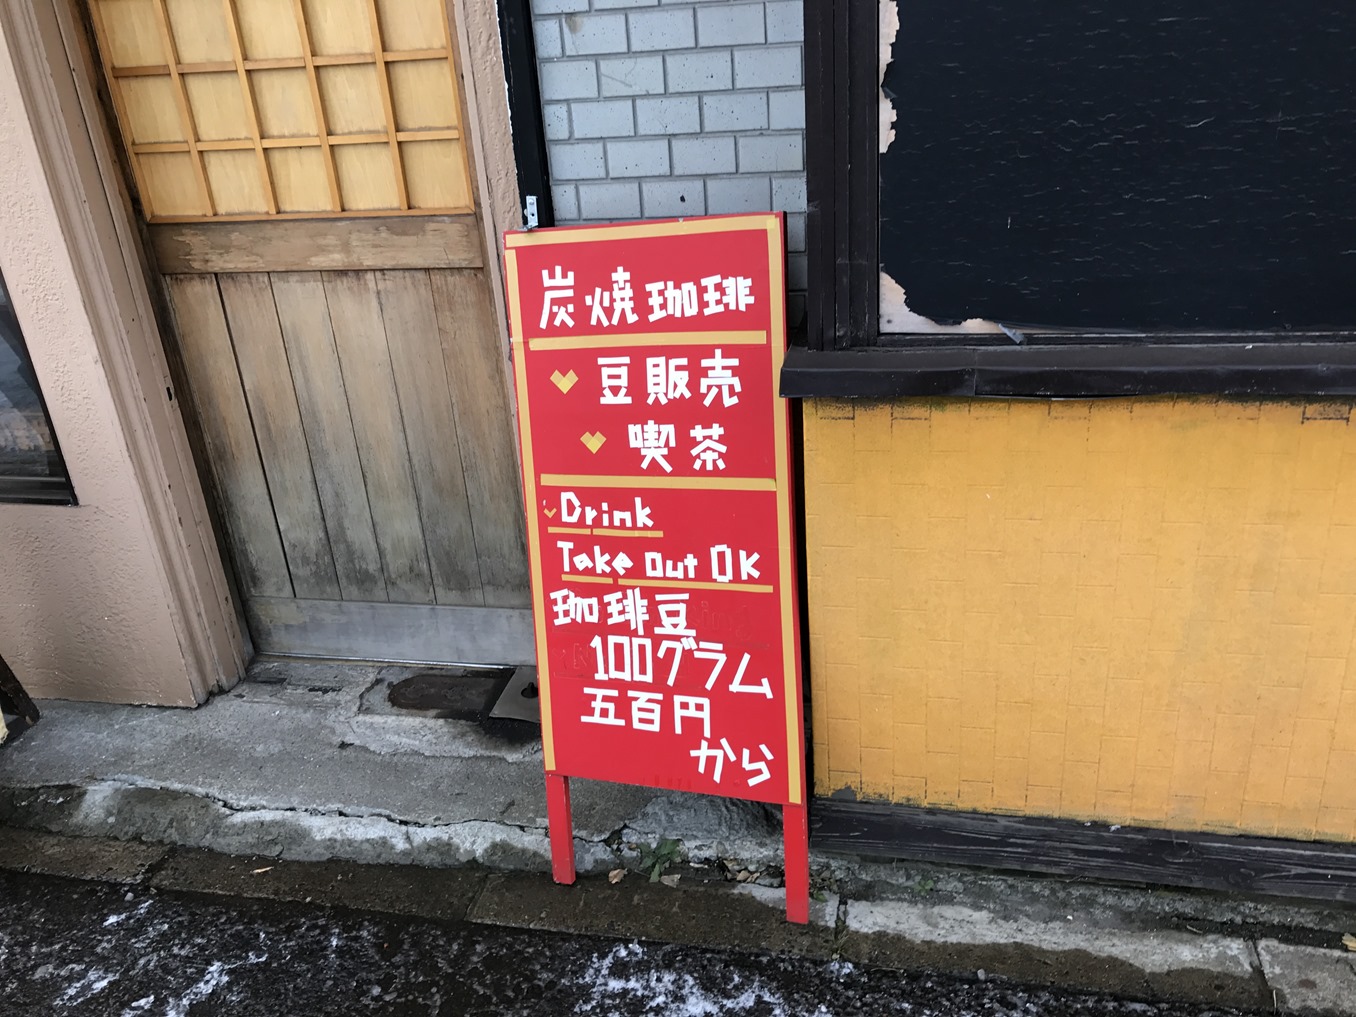 炭焼珈琲
豆販売
喫茶
Drink
Take out OK
珈琲豆
100グラム
五百円
から